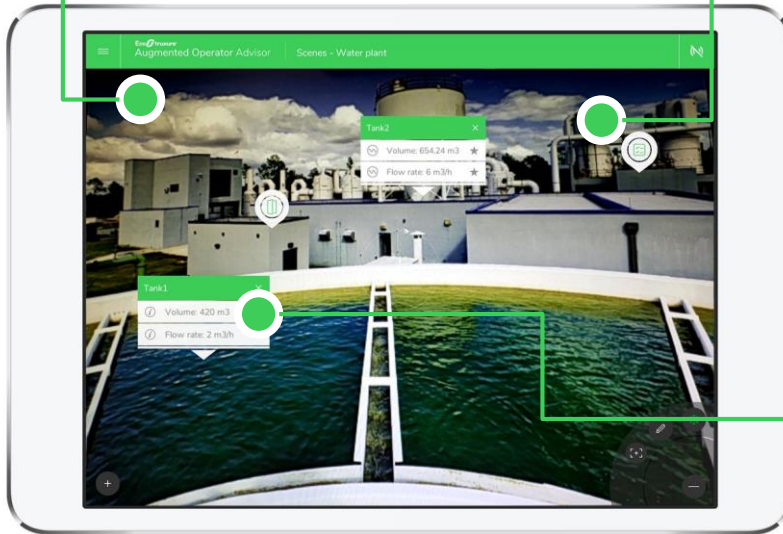 EcoStruxure
Augmented Operator Advisor
Scenes - Water plant
Tank2
Volume: 654.24 m3
Flow rate: 6 m3/h
Tank1
Volume: 420 m3
Flow rate: 2 m3/h